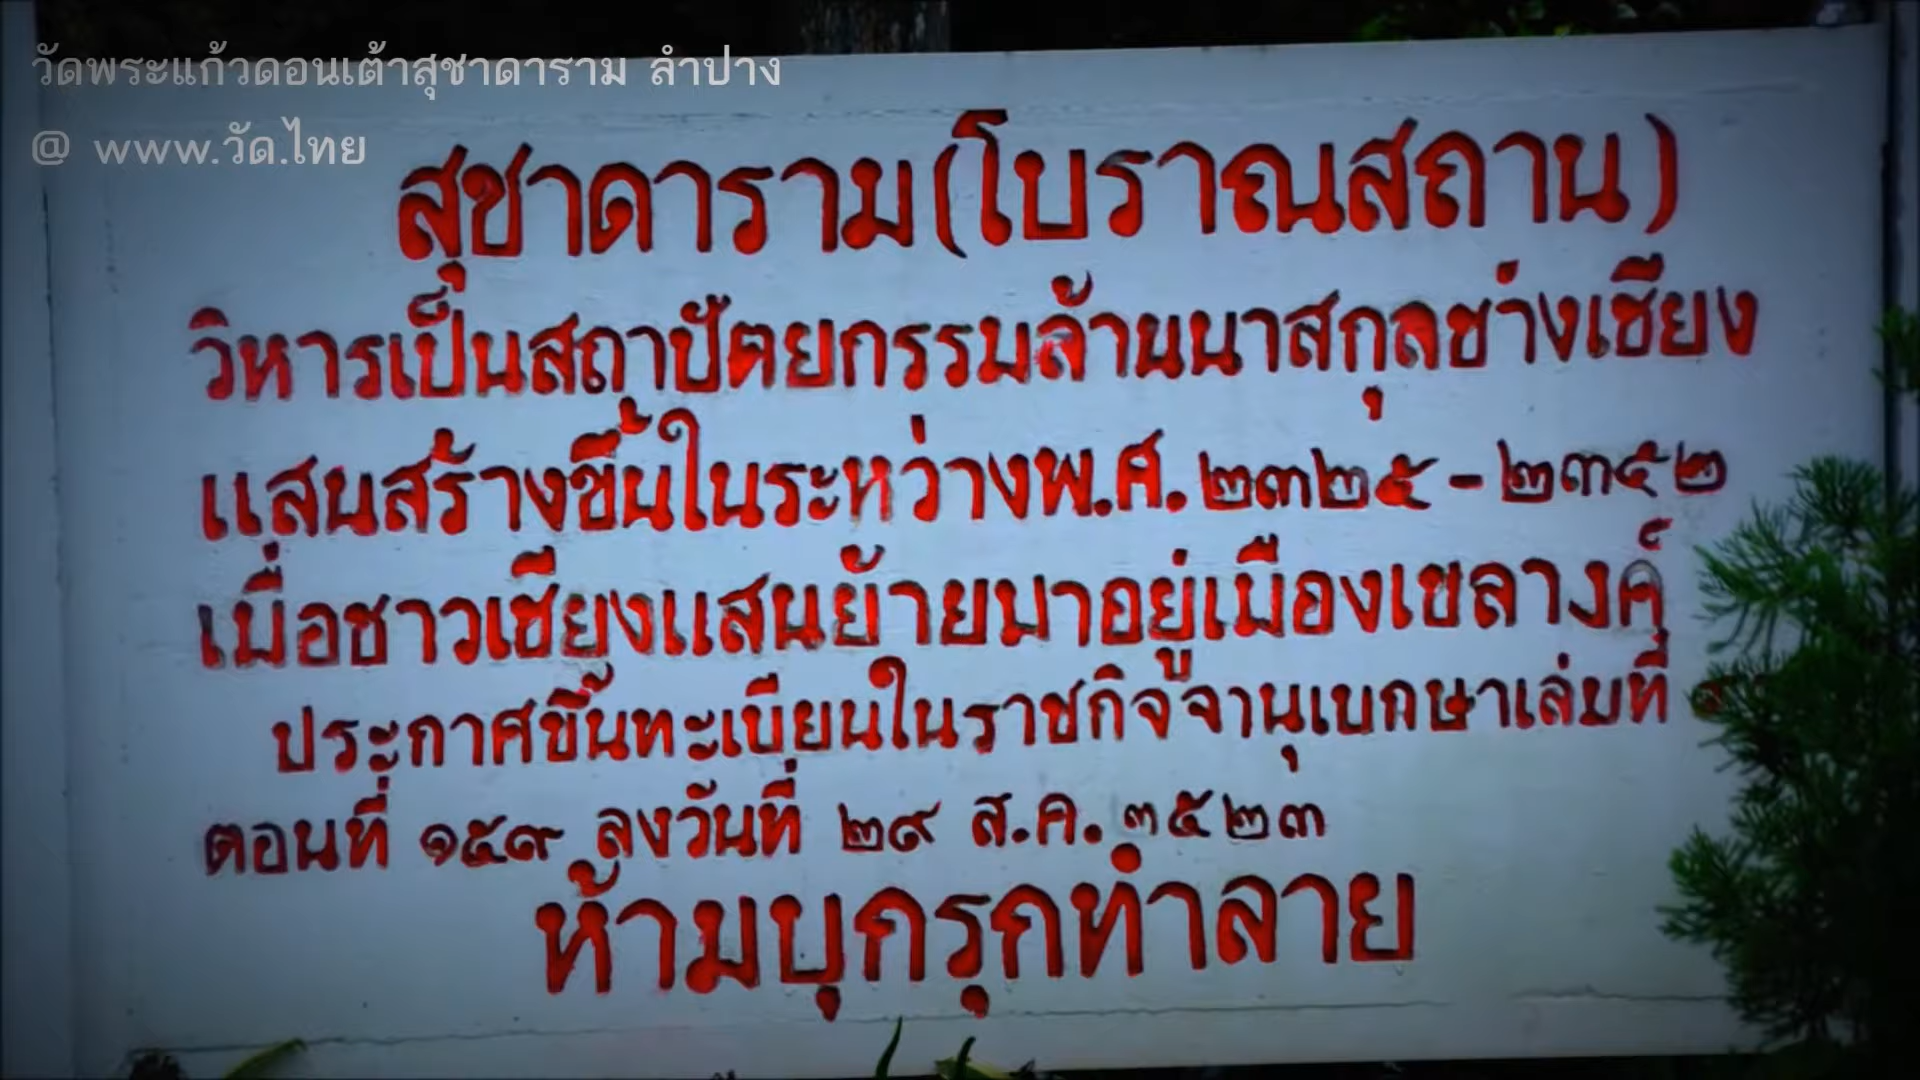 วัดพระแก้วดอนเต้าสุชาดาราม ลำปาง
@ www.วัด.ไทย
สุชาดาราม(โบราณสถาน)
วิหารเป็นสถาปัตยกรรมล้านนาสกุลช่างเชียง
แสนสร้างขึ้นในระหว่างพ.ศ.๒๓๒๕-๒๓๕๒
เมื่อชาวเชียงแสนย้ายมาอยู่เมืองเขลางค์
ประกาศขึ้นทะเบียนในราชกิจจานุเบกษาเล่มที่
ตอนที่ ๑๕๙ ลงวันที่ ๒๙ ส.ค. ๓๕๒๓
ห้ามบุกรุกทำลาย